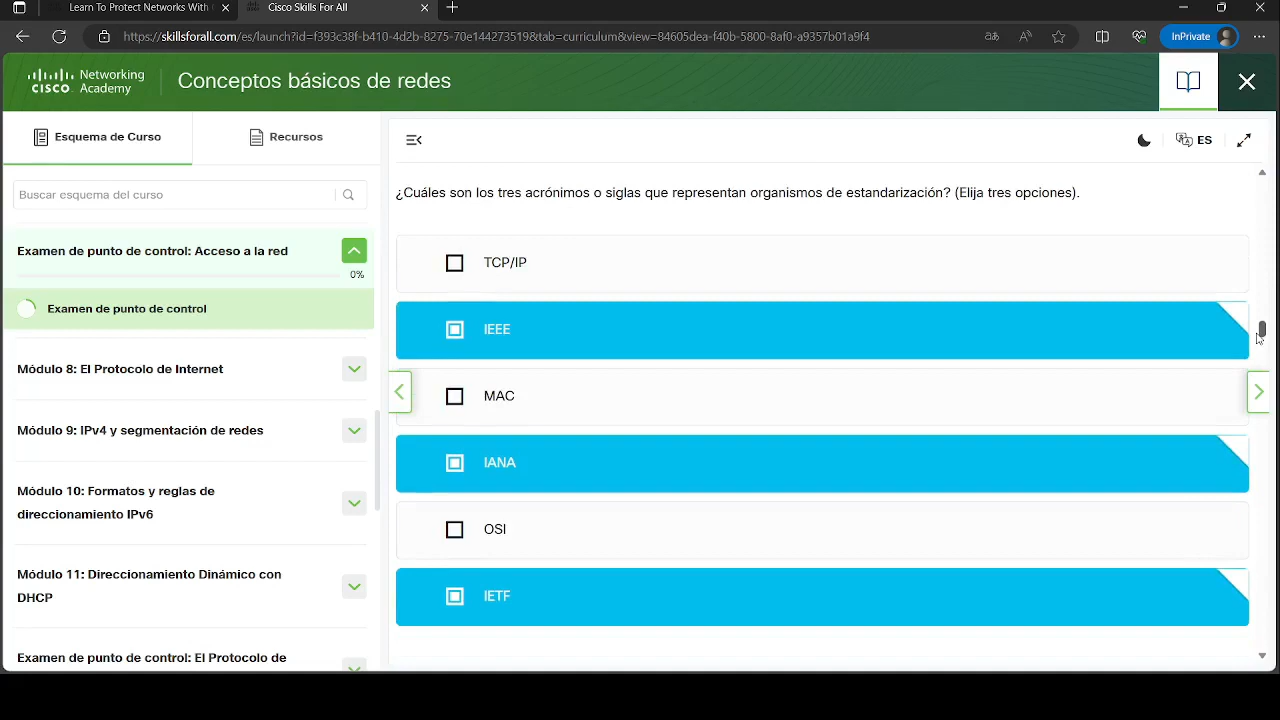 Learn To Protect Networks With
Cisco Skills For All
https://skillsforall.com/es/launch?id=f393c38f-b410-4d2b-8275-70e144273519&tab=curriculum&view=84605dea-f40b-5800-8af0-a9357b01a9f4
InPrivate
CISCO Networking Academy
Conceptos básicos de redes
Esquema de Curso
Recursos
ES
Buscar esquema del curso
Examen de punto de control: Acceso a la red
0%
Examen de punto de control
Módulo 8: El Protocolo de Internet
Módulo 9: IPv4 y segmentación de redes
Módulo 10: Formatos y reglas de
direccionamiento IPv6
Módulo 11: Direccionamiento Dinámico con
DHCP
Examen de punto de control: El Protocolo de
¿Cuáles son los tres acrónimos o siglas que representan organismos de estandarización? (Elija tres opciones).
TCP/IP
IEEE
MAC
IANA
OSI
IETF